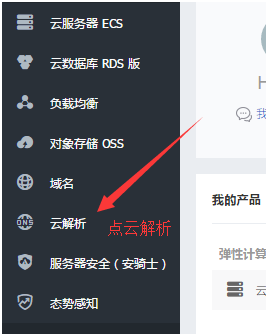 云服务器 ECS
云数据库 RDS 版
负载均衡
对象存储 OSS
域名
DNS
云解析
点云解析
服务器安全（安骑士）
态势感知
H
我的产品
弹性计算
云